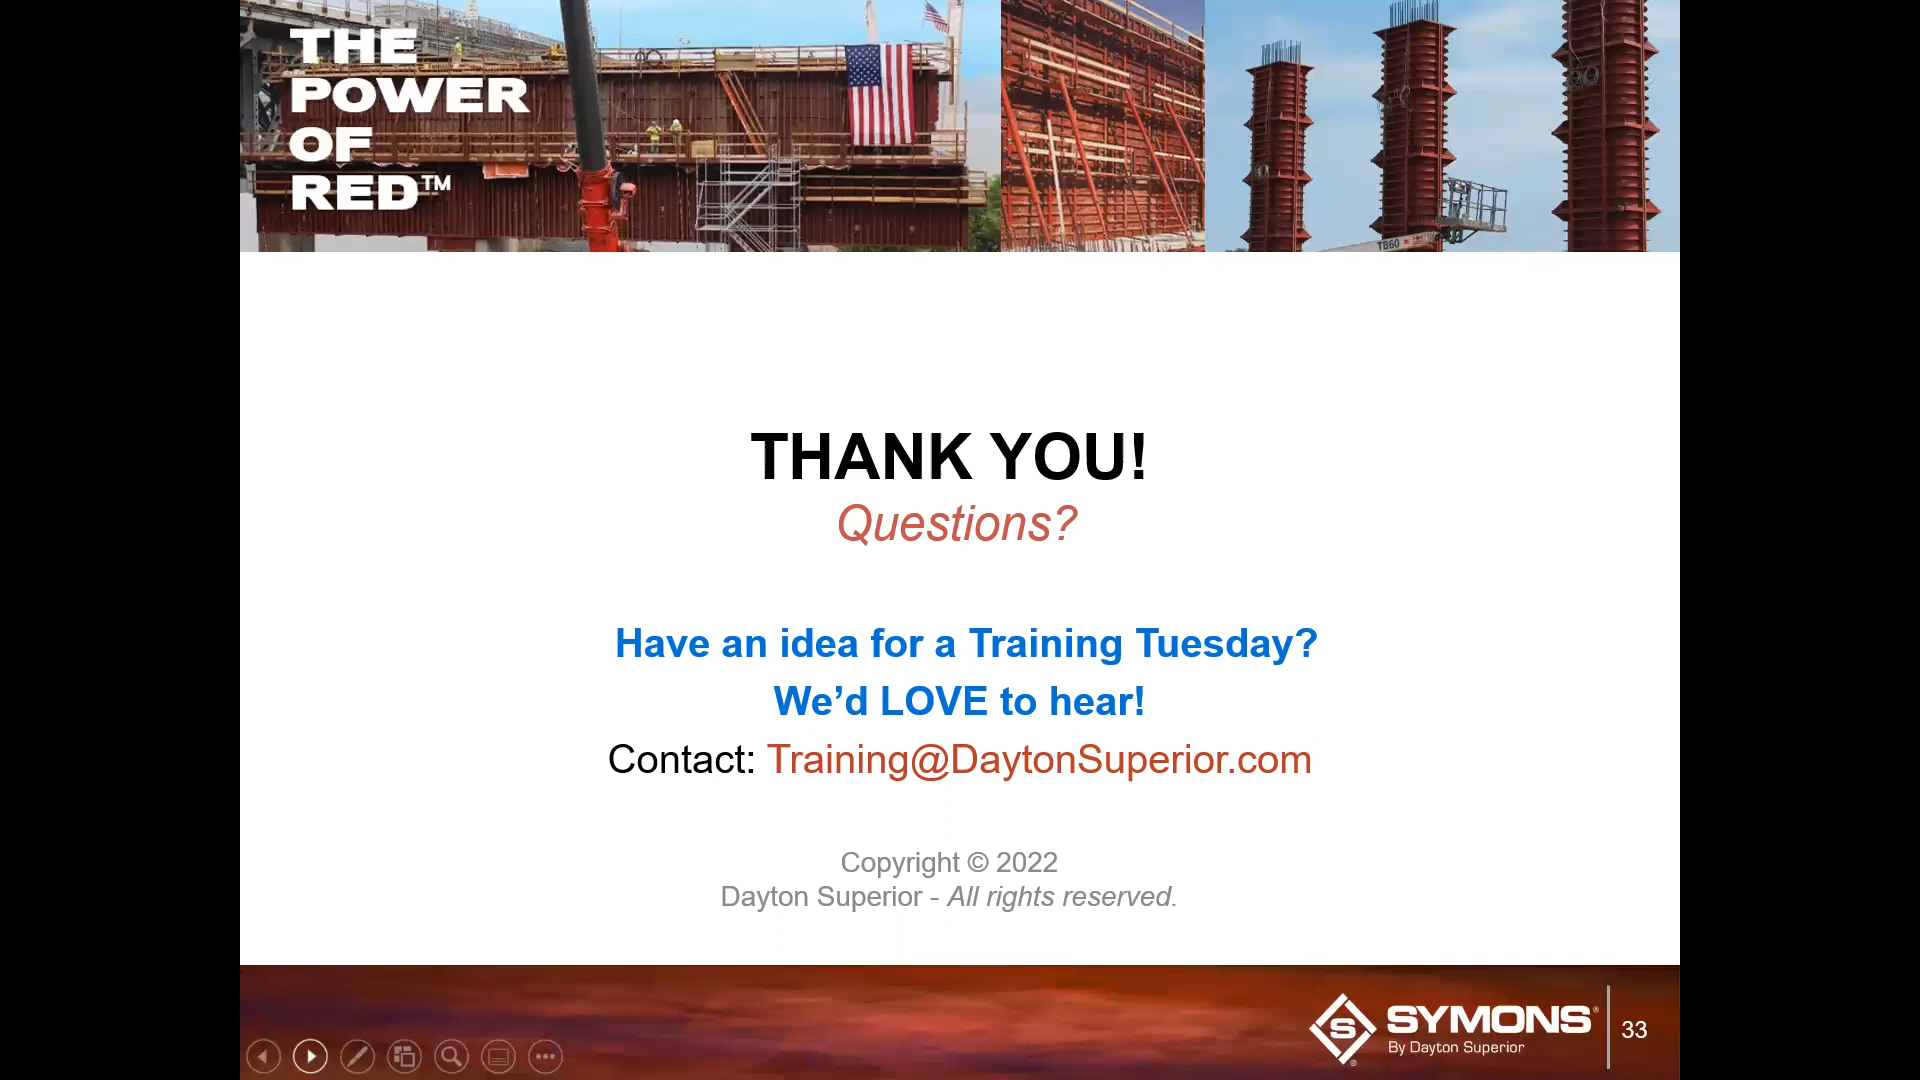 THE
POWER
OF
RED™
TB60
THANK YOU!
Questions?
Have an idea for a Training Tuesday?
We’d LOVE to hear!
Contact: Training@DaytonSuperior.com
Copyright © 2022
Dayton Superior - All rights reserved.
S SYMONS®
By Dayton Superior
33